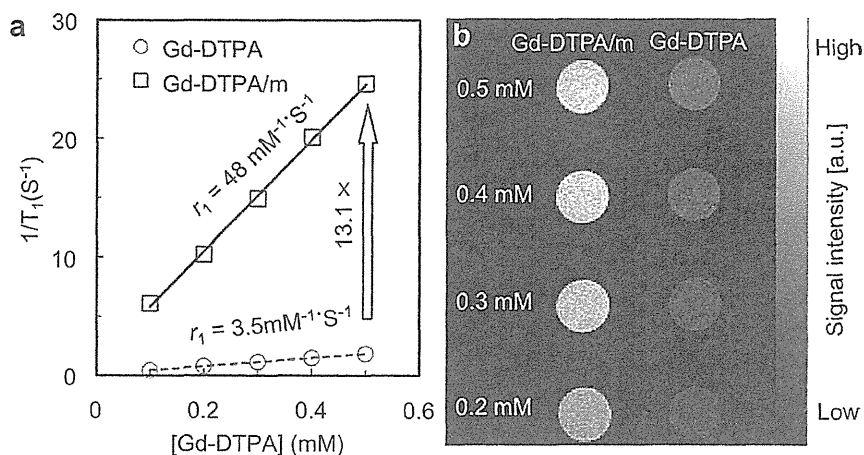 a
30
20
10
0
0
0.2
0.4
0.6
1/T₁(S⁻¹)
[Gd-DTPA] (mM)
Gd-DTPA
Gd-DTPA/m
r₁ = 48 mM⁻¹·S⁻¹
13.1 x
r₁ = 3.5mM⁻¹·S⁻¹
b
Gd-DTPA/m Gd-DTPA
0.5 mM
0.4 mM
0.3 mM
0.2 mM
High
Signal intensity [a.u.]
Low